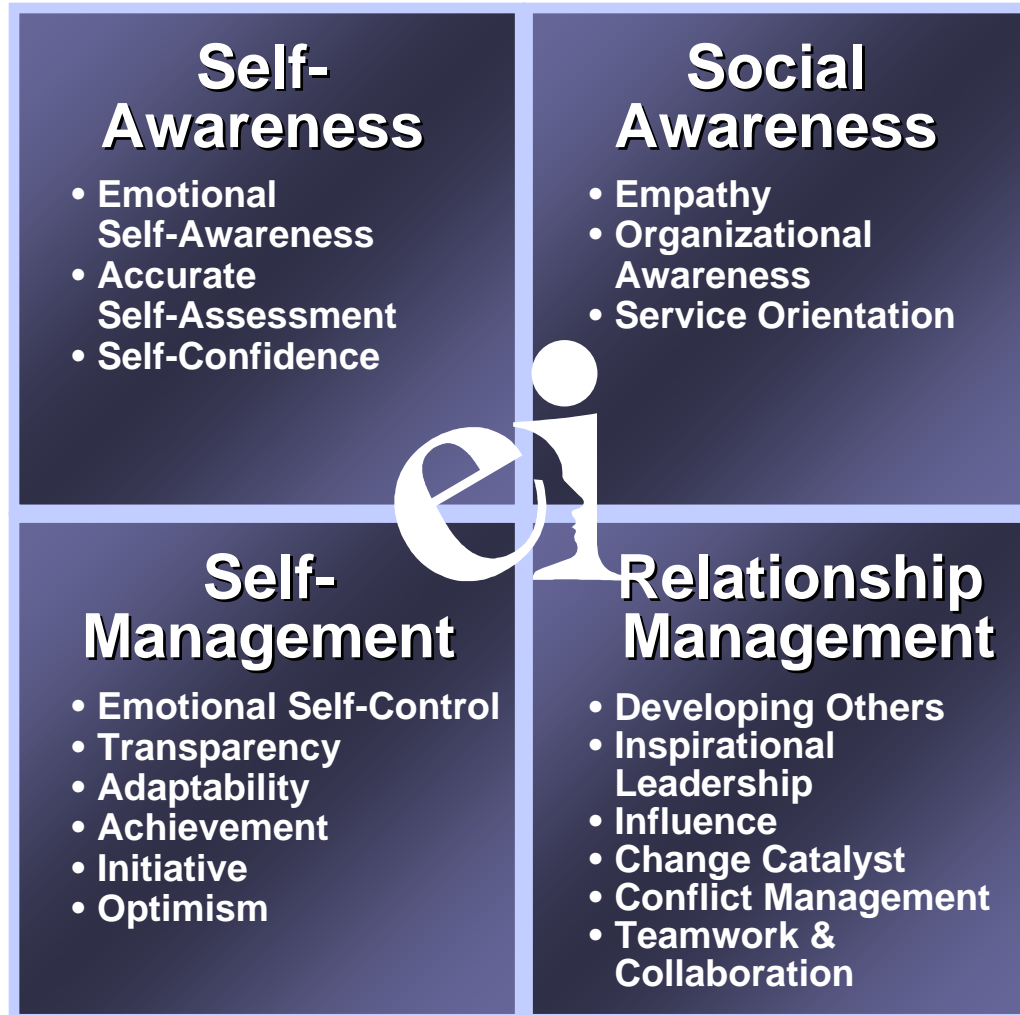 Self-
Awareness
• Emotional
Self-Awareness
• Accurate
Self-Assessment
• Self-Confidence
Social
Awareness
• Empathy
• Organizational
Awareness
• Service Orientation
ei
Self-
Management
• Emotional Self-Control
• Transparency
• Adaptability
• Achievement
• Initiative
• Optimism
Relationship
Management
• Developing Others
• Inspirational
Leadership
• Influence
• Change Catalyst
• Conflict Management
• Teamwork &
Collaboration